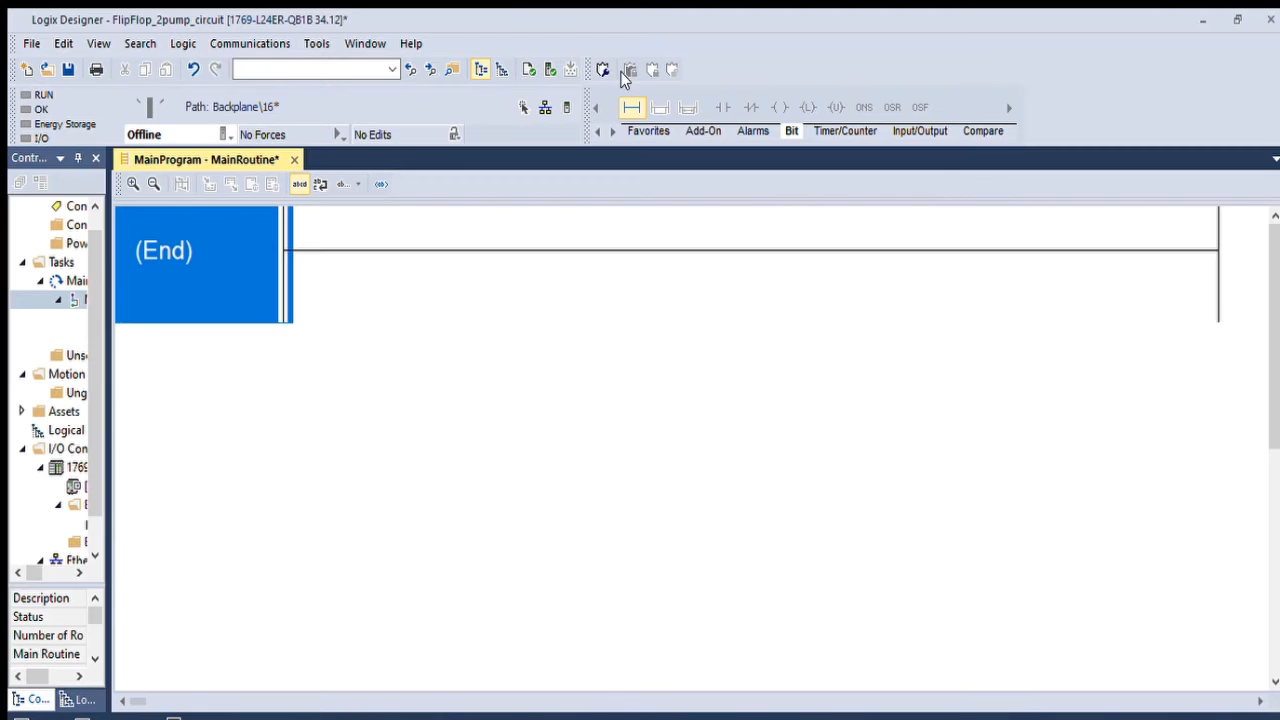 Logix Designer - FlipFlop_2pump_circuit [1769-L24ER-QB1B 34.12]*
File Edit View Search Logic Communications Tools Window Help
RUN
OK
Energy Storage
I/O
Path: Backplane\16*
Offline
No Forces
No Edits
(L) (U) ONS OSR OSF
Favorites Add-On Alarms Bit Timer/Counter Input/Output Compare
Contr...
MainProgram - MainRoutine*
abcd
ab...
(End)
Con
Con
Pow
Tasks
Mai
Uns
Motion
Ung
Assets
Logical
I/O Con
1769
Ethe
Description
Status
Number of Ro
Main Routine
Co...
Lo...